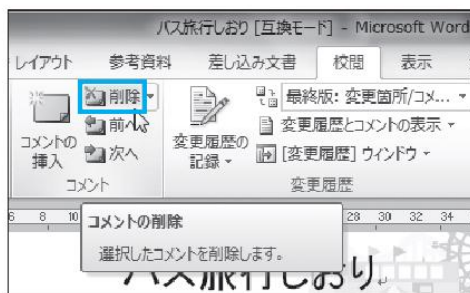 バス旅行しおり [互換モード] - Microsoft Word
レイアウト 参考資料 差し込み文書 校閲 表示
コメントの挿入
削除
前へ
次へ
コメント
変更履歴の記録
最終版: 変更箇所/コメ...
変更履歴とコメントの表示
[変更履歴] ウィンドウ
変更履歴
6 8 10 28 30 32 34
コメントの削除
選択したコメントを削除します。
バス旅行しおり